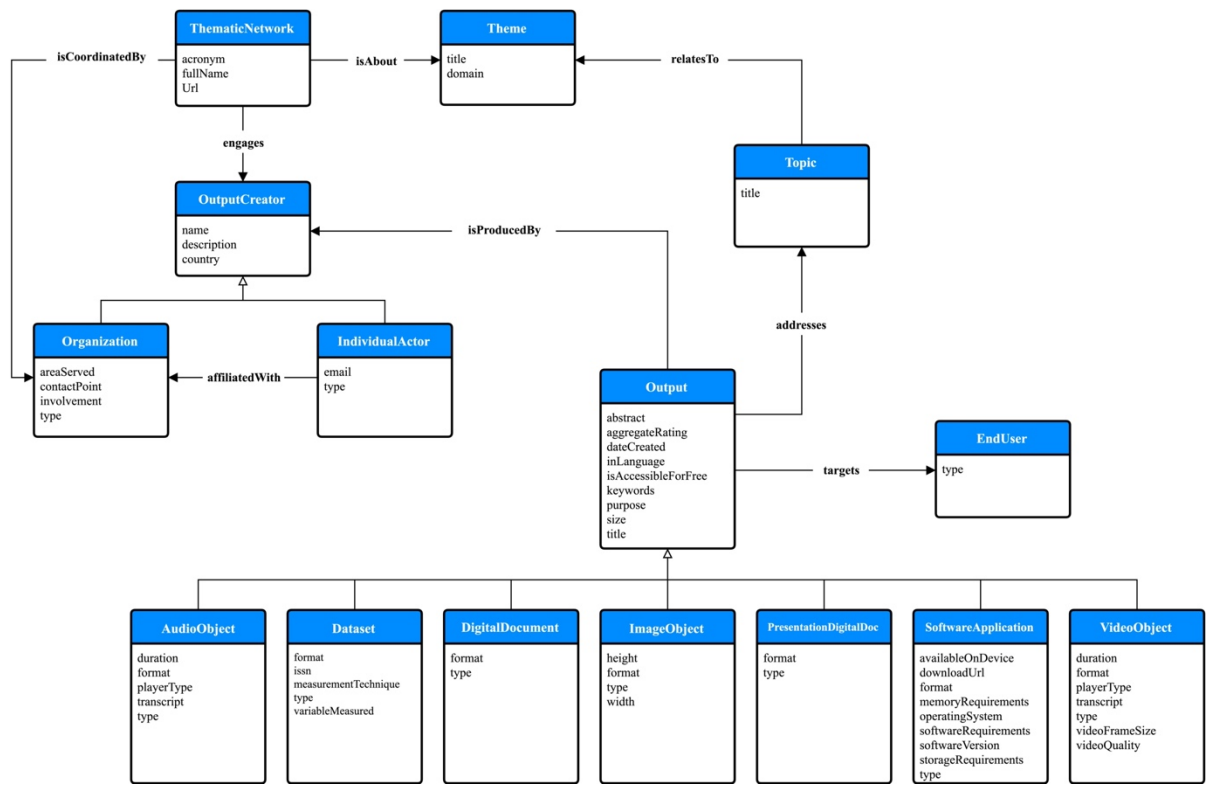 ThematicNetwork
acronym
fullName
Url
Theme
title
domain
isCoordinatedBy
isAbout
relatesTo
engages
Topic
title
OutputCreator
name
description
country
isProducedBy
addresses
Organization
areaServed
contactPoint
involvement
type
affiliatedWith
IndividualActor
email
type
Output
abstract
aggregateRating
dateCreated
inLanguage
isAccessibleForFree
keywords
purpose
size
title
targets
EndUser
type
AudioObject
duration
format
playerType
transcript
type
Dataset
format
issn
measurementTechnique
type
variableMeasured
DigitalDocument
format
type
ImageObject
height
format
type
width
PresentationDigitalDoc
format
type
SoftwareApplication
availableOnDevice
downloadUrl
format
memoryRequirements
operatingSystem
softwareRequirements
softwareVersion
storageRequirements
type
VideoObject
duration
format
playerType
transcript
type
videoFrameSize
videoQuality